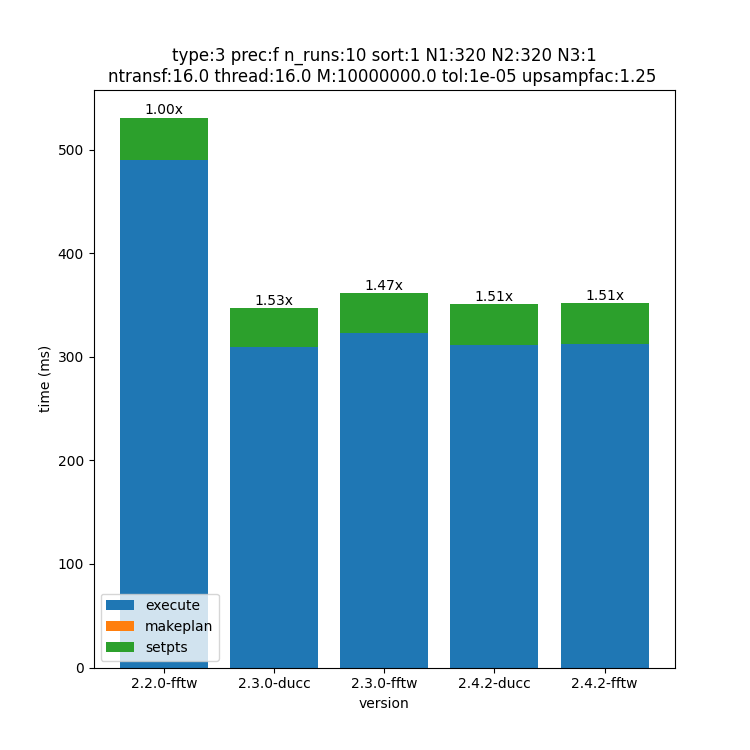 type:3 prec:f n_runs:10 sort:1 N1:320 N2:320 N3:1
ntransf:16.0 thread:16.0 M:10000000.0 tol:1e-05 upsampfac:1.25
1.00x
1.53x
1.47x
1.51x
1.51x
500
400
300
200
100
0
time (ms)
execute
makeplan
setpts
2.2.0-fftw
2.3.0-ducc
2.3.0-fftw
2.4.2-ducc
2.4.2-fftw
version